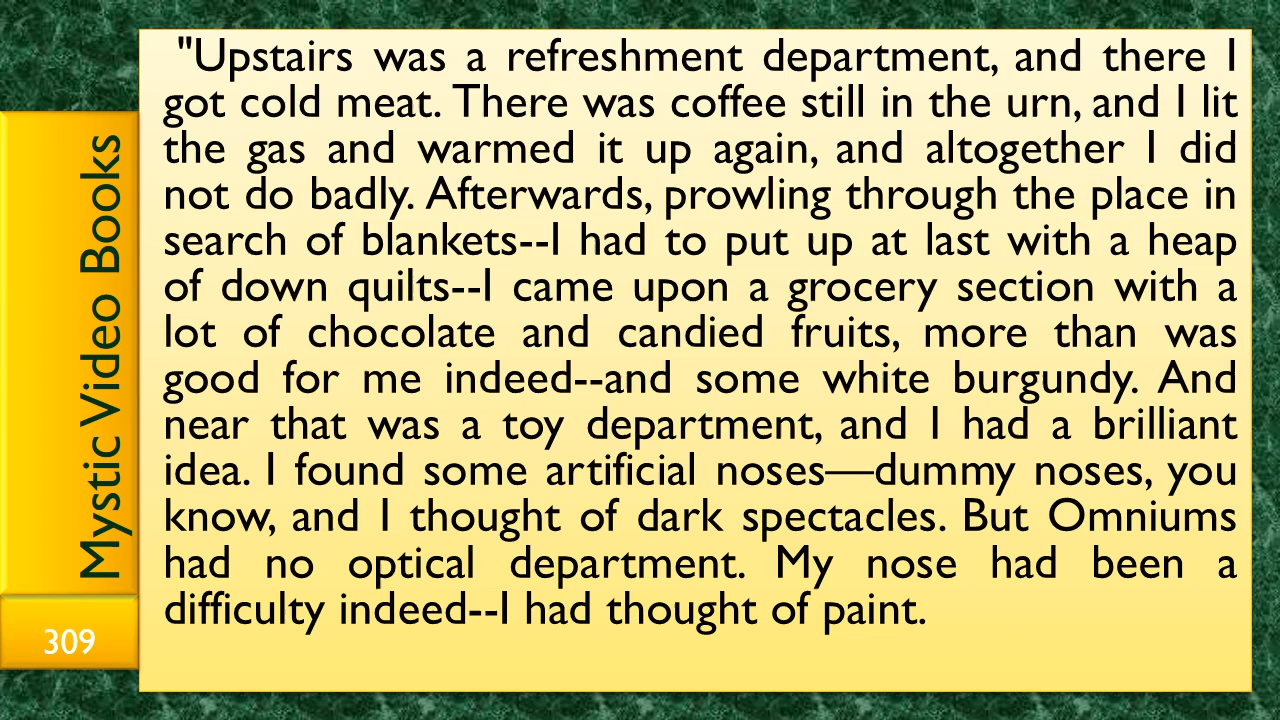 "Upstairs was a refreshment department, and there I
got cold meat. There was coffee still in the urn, and I lit
the gas and warmed it up again, and altogether I did
not do badly. Afterwards, prowling through the place in
search of blankets--I had to put up at last with a heap
of down quilts--I came upon a grocery section with a
lot of chocolate and candied fruits, more than was
good for me indeed--and some white burgundy. And
near that was a toy department, and I had a brilliant
idea. I found some artificial noses—dummy noses, you
know, and I thought of dark spectacles. But Omniums
had no optical department. My nose had been a
difficulty indeed--I had thought of paint.
Mystic Video Books
309